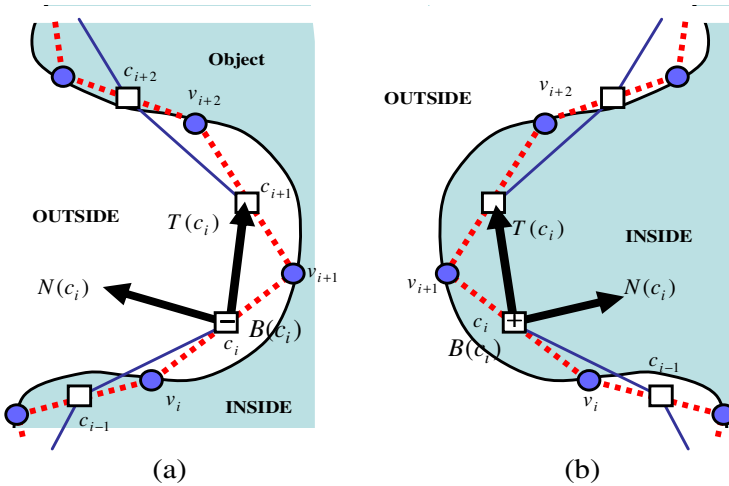 Object
c_{i+2}
v_{i+2}
OUTSIDE
c_{i+1}
T(c_i)
N(c_i)
v_{i+1}
−
B(c_i)
c_i
v_i
INSIDE
c_{i-1}
(a)
v_{i+2}
OUTSIDE
T(c_i)
INSIDE
v_{i+1}
N(c_i)
c_i
+
B(c_i)
c_{i-1}
v_i
(b)